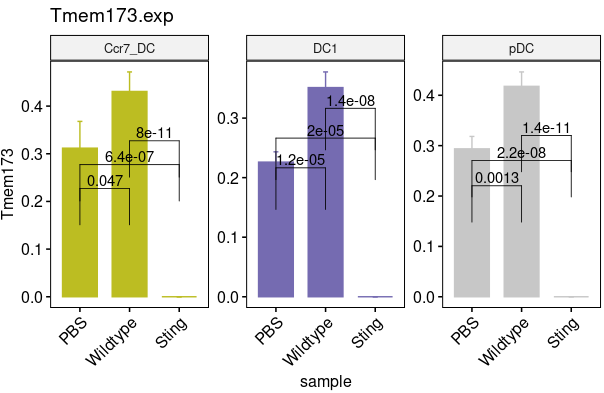 Tmem173.exp
Ccr7_DC
DC1
pDC
Tmem173
0.4
0.3
0.2
0.1
0.0
8e-11
6.4e-07
0.047
PBS
Wildtype
Sting
0.3
0.2
0.1
0.0
1.4e-08
2e-05
1.2e-05
PBS
Wildtype
Sting
0.4
0.3
0.2
0.1
0.0
1.4e-11
2.2e-08
0.0013
PBS
Wildtype
Sting
sample